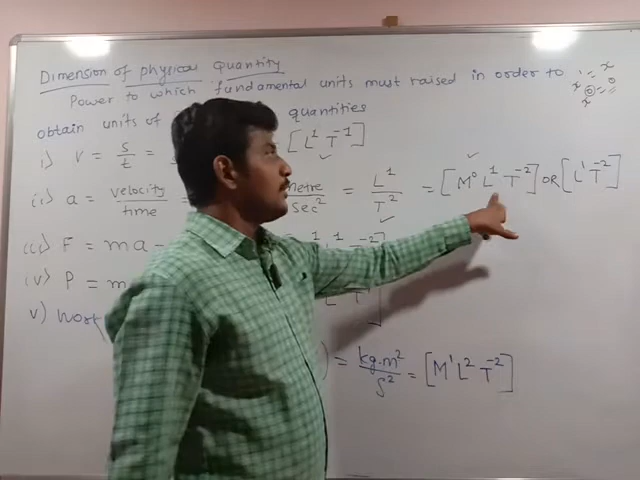 Dimension of physical Quantity
Power to which fundamental units must raised in order to
obtain units of quantities
i) V = s/t = [L¹ T⁻¹]
(ii) a = velocity/time = metre/sec² = L¹/T² = [M⁰ L¹ T⁻²] OR [L¹ T⁻²]
(iii) F = ma
(iv) P = m
v) Work = kg.m²/S² = [M¹ L² T⁻²]